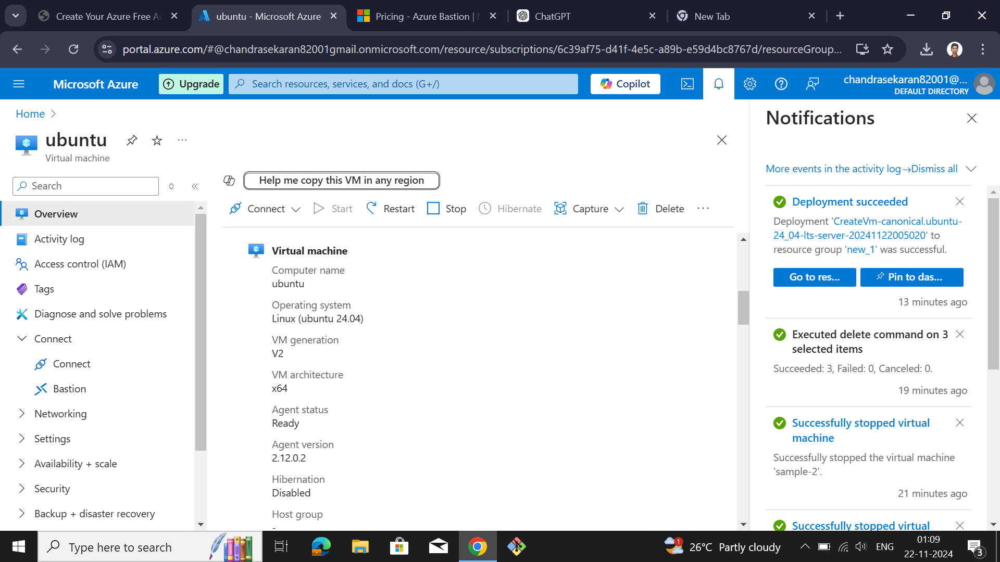 Create Your Azure Free A
ubuntu - Microsoft Azure
Pricing - Azure Bastion |
ChatGPT
New Tab
portal.azure.com/#@chandrasekaran82001gmail.onmicrosoft.com/resource/subscriptions/6c39af75-d41f-4e5c-a89b-e59d4bc8767d/resourceGroup...
Microsoft Azure
Upgrade
Search resources, services, and docs (G+/)
Copilot
chandrasekaran82001@...
DEFAULT DIRECTORY
Home
ubuntu
Virtual machine
Search
Overview
Activity log
Access control (IAM)
Tags
Diagnose and solve problems
Connect
Connect
Bastion
Networking
Settings
Availability + scale
Security
Backup + disaster recovery
Help me copy this VM in any region
Connect
Start
Restart
Stop
Hibernate
Capture
Delete
Virtual machine
Computer name
ubuntu
Operating system
Linux (ubuntu 24.04)
VM generation
V2
VM architecture
x64
Agent status
Ready
Agent version
2.12.0.2
Hibernation
Disabled
Host group
-
Notifications
More events in the activity log →
Dismiss all
Deployment succeeded
Deployment 'CreateVm-canonical.ubuntu-
24_04-lts-server-20241122005020' to
resource group 'new_1' was successful.
Go to res...
Pin to das...
13 minutes ago
Executed delete command on 3
selected items
Succeeded: 3, Failed: 0, Canceled: 0.
19 minutes ago
Successfully stopped virtual
machine
Successfully stopped the virtual machine
'sample-2'.
21 minutes ago
Successfully stopped virtual
Type here to search
1
26°C Partly cloudy
ENG
01:09
22-11-2024
3